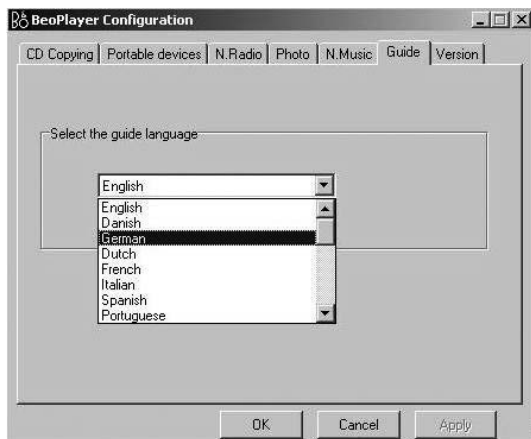 BeoPlayer Configuration
CD Copying Portable devices N.Radio Photo N.Music Guide Version
Select the guide language
English
English
Danish
German
Dutch
French
Italian
Spanish
Portuguese
OK Cancel Apply